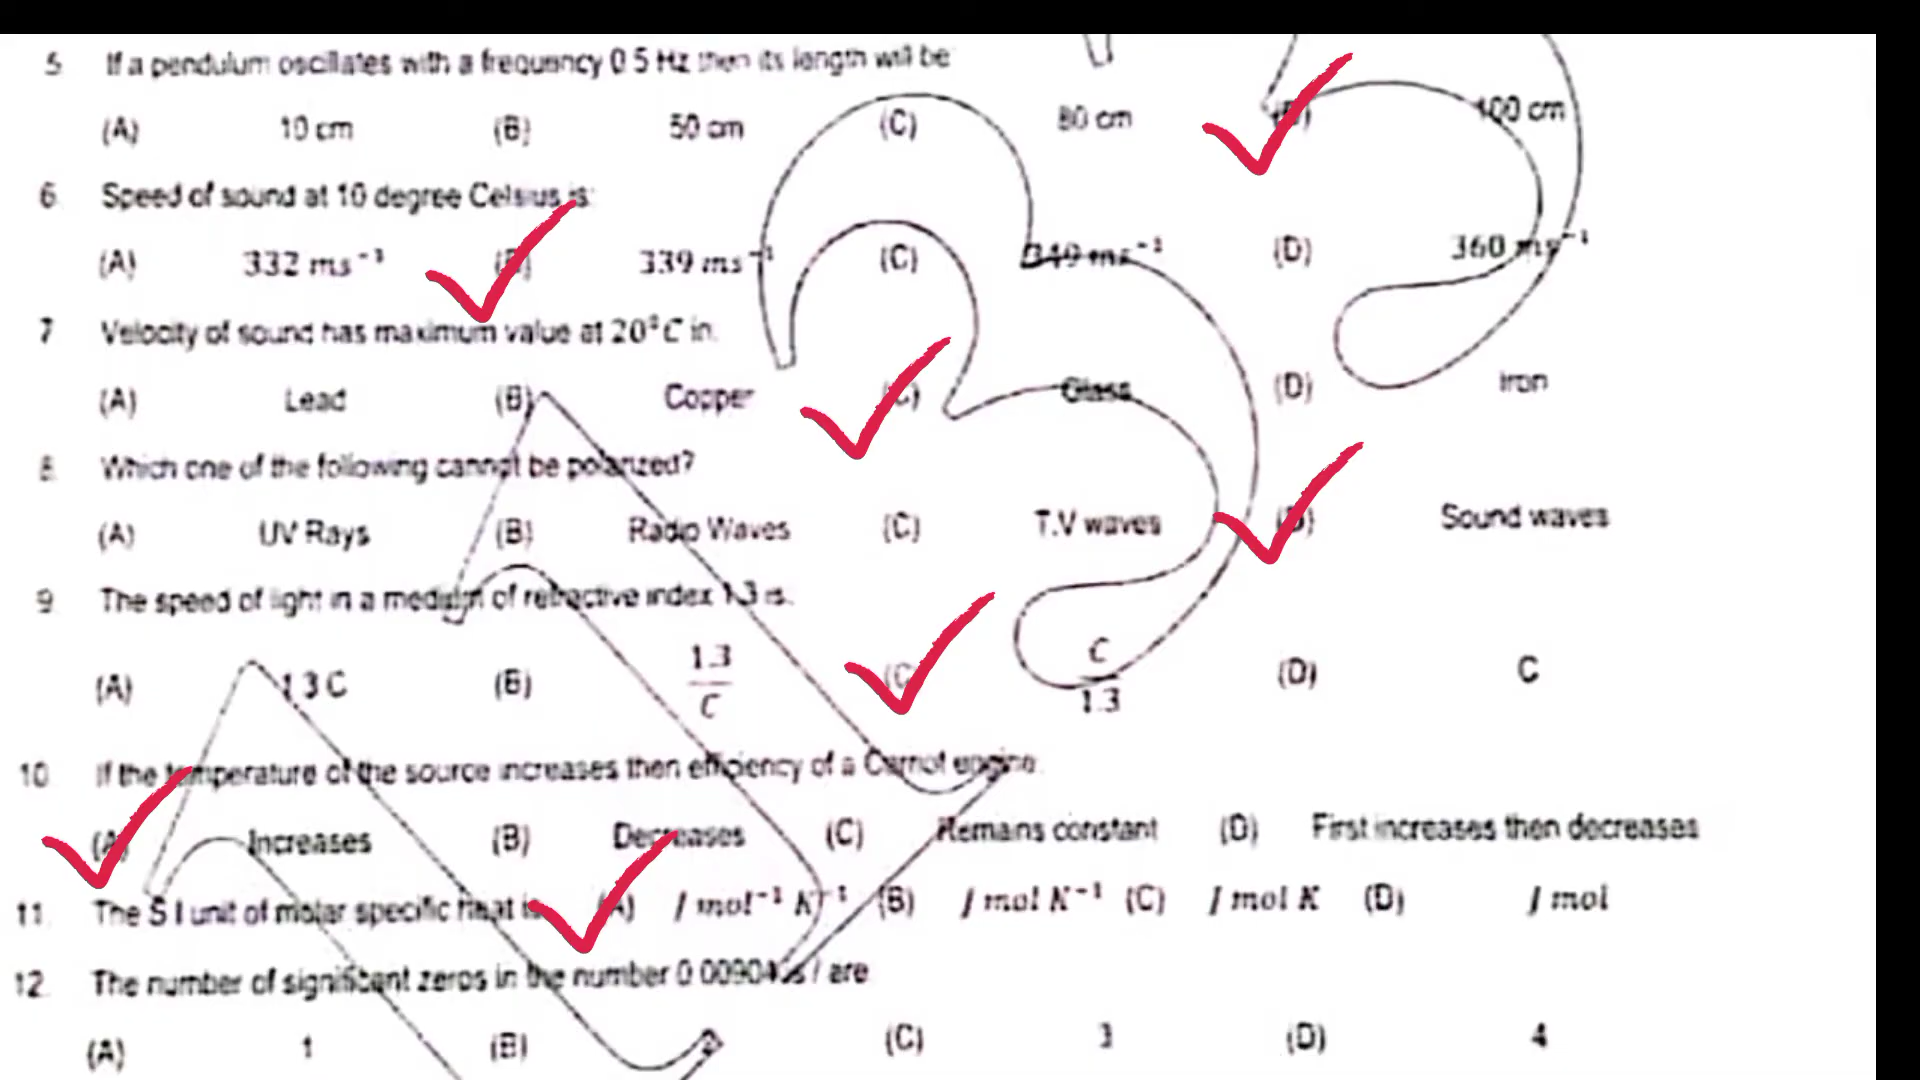 5. If a pendulum oscillates with a frequency 0.5 Hz then its length will be:
(A) 10 cm (B) 50 cm (C) 80 cm (D) 100 cm
6. Speed of sound at 10 degree Celsius is:
(A) 332 ms⁻¹ (B) 339 ms⁻¹ (C) 349 ms⁻¹ (D) 360 ms⁻¹
7. Velocity of sound has maximum value at 20°C in.
(A) Lead (B) Copper (C) Glass (D) Iron
8. Which one of the following cannot be polarized?
(A) UV Rays (B) Radio Waves (C) T.V waves (D) Sound waves
9. The speed of light in a medium of refractive index 1.3 is.
(A) 1.3 C (B) 1.3/C (C) C/1.3 (D) C
10. If the temperature of the source increases then efficiency of a Carnot engine.
(A) Increases (B) Decreases (C) Remans constant (D) First increases then decreases
11. The S I unit of molar specific heat is (A) J mol⁻¹ K⁻¹ (B) J mol K⁻¹ (C) J mol K (D) J mol
12. The number of significant zeros in the number are
(A) 1 (B) 2 (C) 3 (D) 4